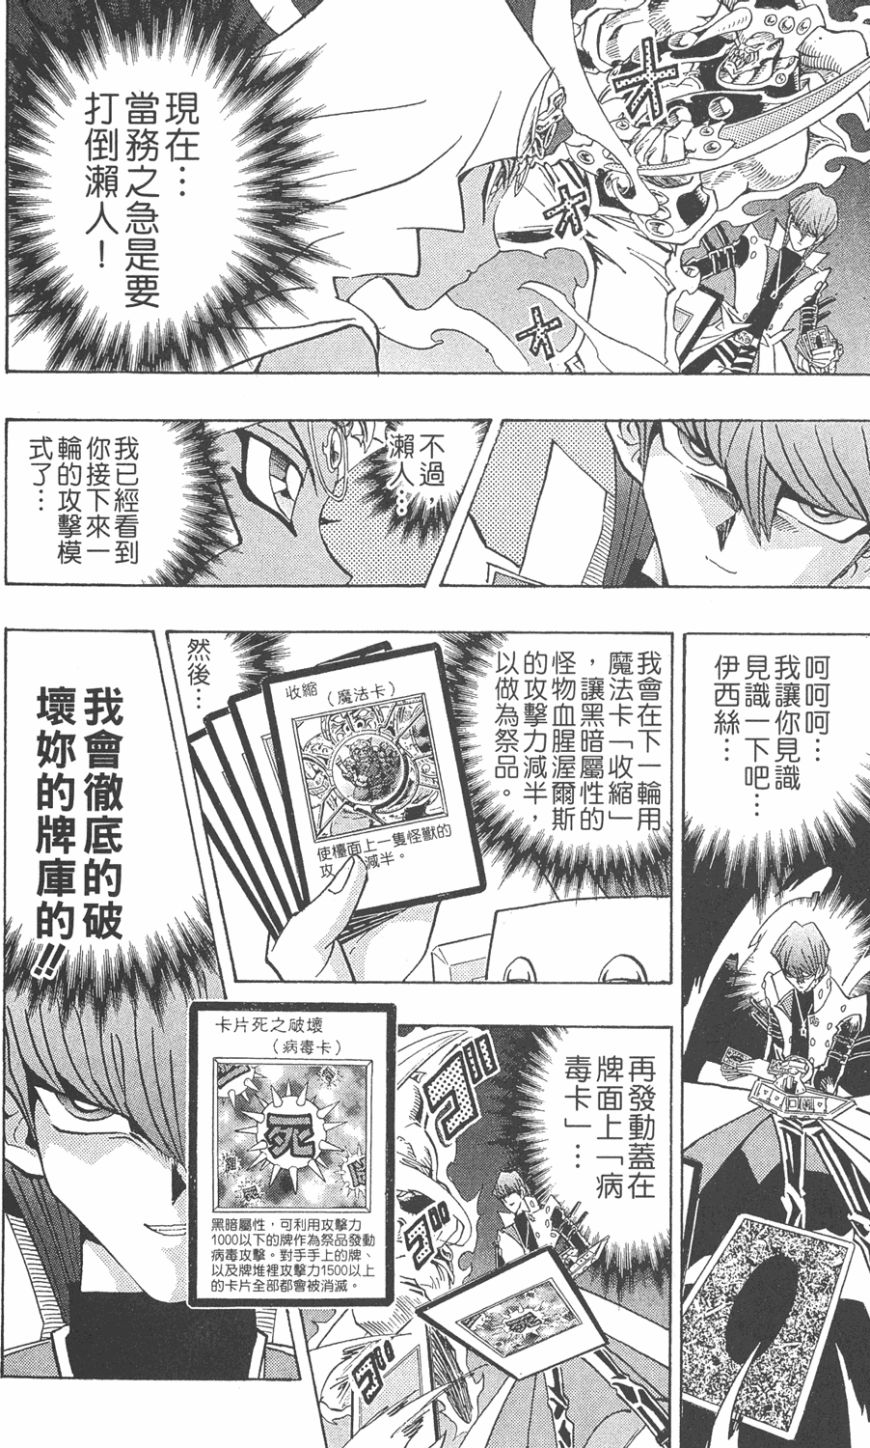 現在…
當務之急是要
打倒瀨人！
不過，
瀨人…
我已經看到
你接下來一
輪的攻擊模
式了…
呵呵呵…
我讓你見識
見識一下吧…
伊西絲…
我會在下一輪用
魔法卡「收縮」
，讓黑暗屬性的
怪物血腥渥爾斯
的攻擊力減半，
以做為祭品。
收縮
（魔法卡）
使檯面上一隻怪獸的
攻 減半。
然後…
再發動蓋在
牌面上「病
毒卡」…
ゴゴ
ゴゴ
ゴゴ
死
卡片死之破壞
（病毒卡）
死
黑暗屬性，可利用攻擊力
1000以下的牌作為祭品發動
病毒攻擊。對手手上的牌、
以及牌堆裡攻擊力1500以上
的卡片全部都會被消滅。
我會徹底的破
壞妳的牌庫的!!